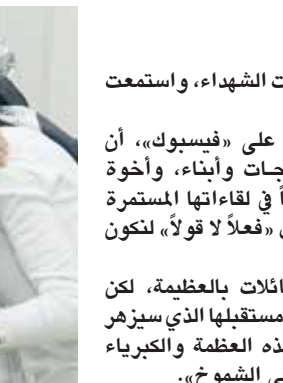 ت الشهداء، واستمعت
على «فيسبوك»، أن
جات وأبناء، وأخوة
اً في لقاءاتها المستمرة
«فعلاً لا قولاً» لنكون
ائلات بالعظيمة، لكن
مستقبلها الذي سيزهر
ذه العظمة والكبرياء
ى الشموخ».